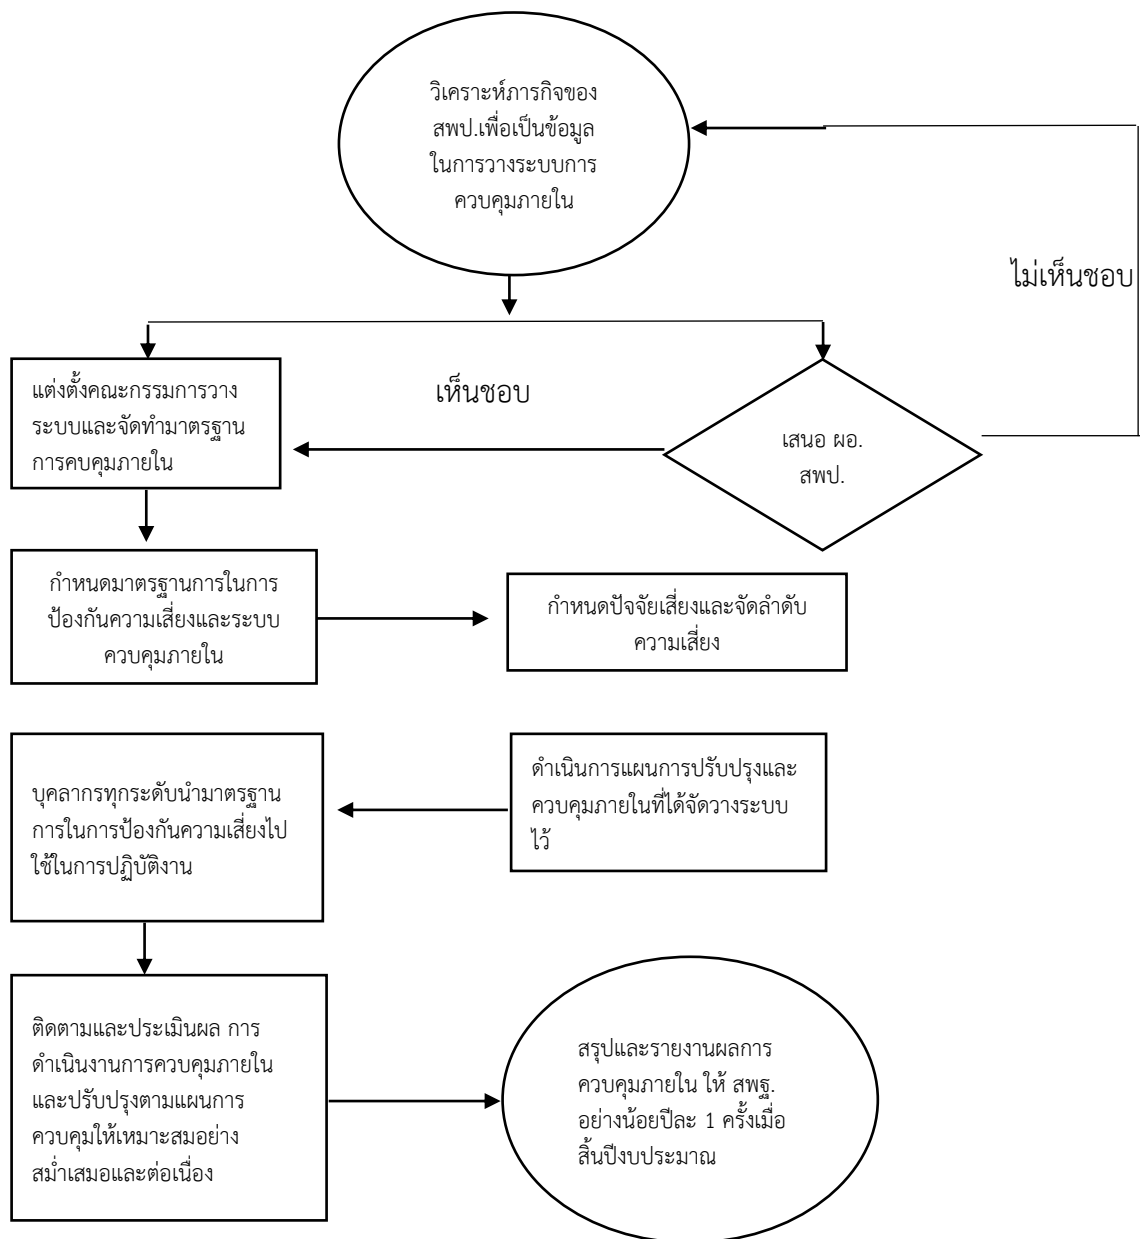 วิเคราะห์ภารกิจของ
สพป.เพื่อเป็นข้อมูล
ในการวางระบบการ
ควบคุมภายใน
ไม่เห็นชอบ
แต่งตั้งคณะกรรมการวาง
ระบบและจัดทำมาตรฐาน
การคบคุมภายใน
เห็นชอบ
เสนอ ผอ.
สพป.
กำหนดมาตรฐานการในการ
ป้องกันความเสี่ยงและระบบ
ควบคุมภายใน
กำหนดปัจจัยเสี่ยงและจัดลำดับ
ความเสี่ยง
บุคลากรทุกระดับนำมาตรฐาน
การในการป้องกันความเสี่ยงไป
ใช้ในการปฏิบัติงาน
ดำเนินการแผนการปรับปรุงและ
ควบคุมภายในที่ได้จัดวางระบบ
ไว้
ติดตามและประเมินผล การ
ดำเนินงานการควบคุมภายใน
และปรับปรุงตามแผนการ
ควบคุมให้เหมาะสมอย่าง
สม่ำเสมอและต่อเนื่อง
สรุปและรายงานผลการ
ควบคุมภายใน ให้ สพฐ.
อย่างน้อยปีละ 1 ครั้งเมื่อ
สิ้นปีงบประมาณ